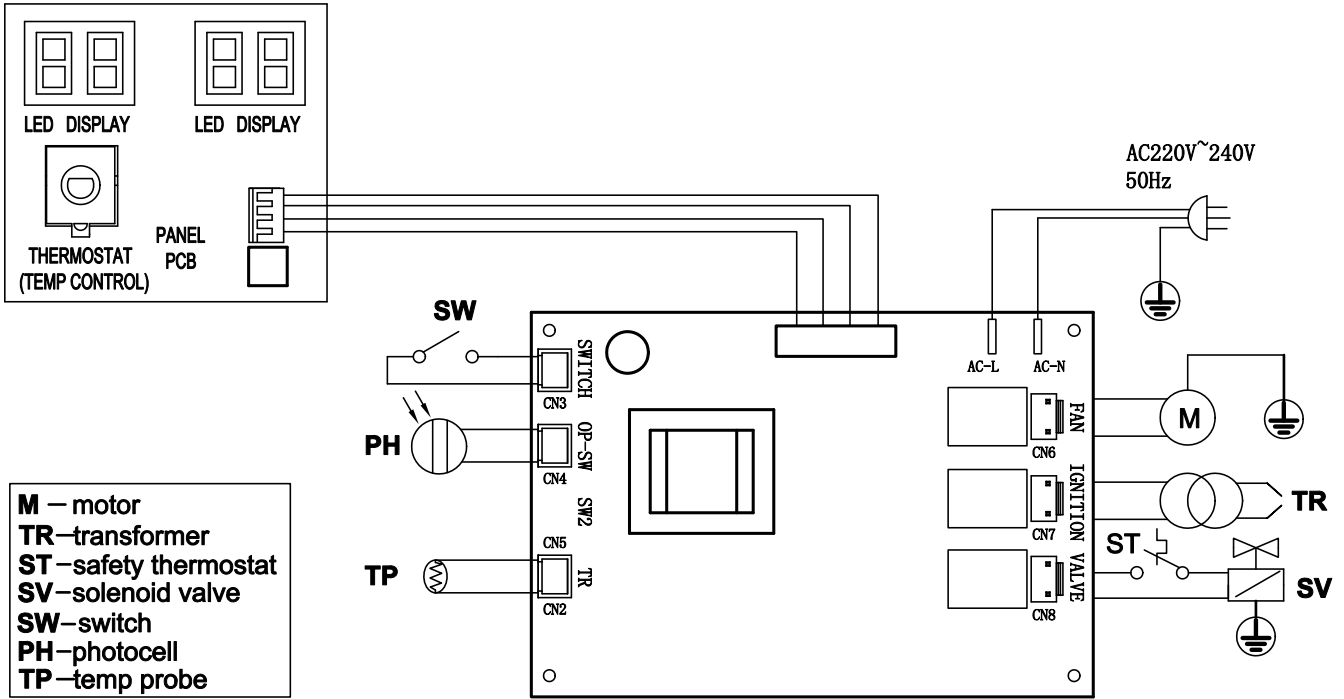 LED DISPLAY
LED DISPLAY
THERMOSTAT
(TEMP CONTROL)
PANEL
PCB
AC220V~240V
50Hz
SW
PH
TP
SWITCH
CN3
OP-SW
CN4
SW2
CN5
TR
CN2
AC-L
AC-N
FAN
CN6
IGNITION
CN7
VALVE
CN8
M
TR
ST
SV
M — motor
TR—transformer
ST—safety thermostat
SV—solenoid valve
SW—switch
PH—photocell
TP—temp probe